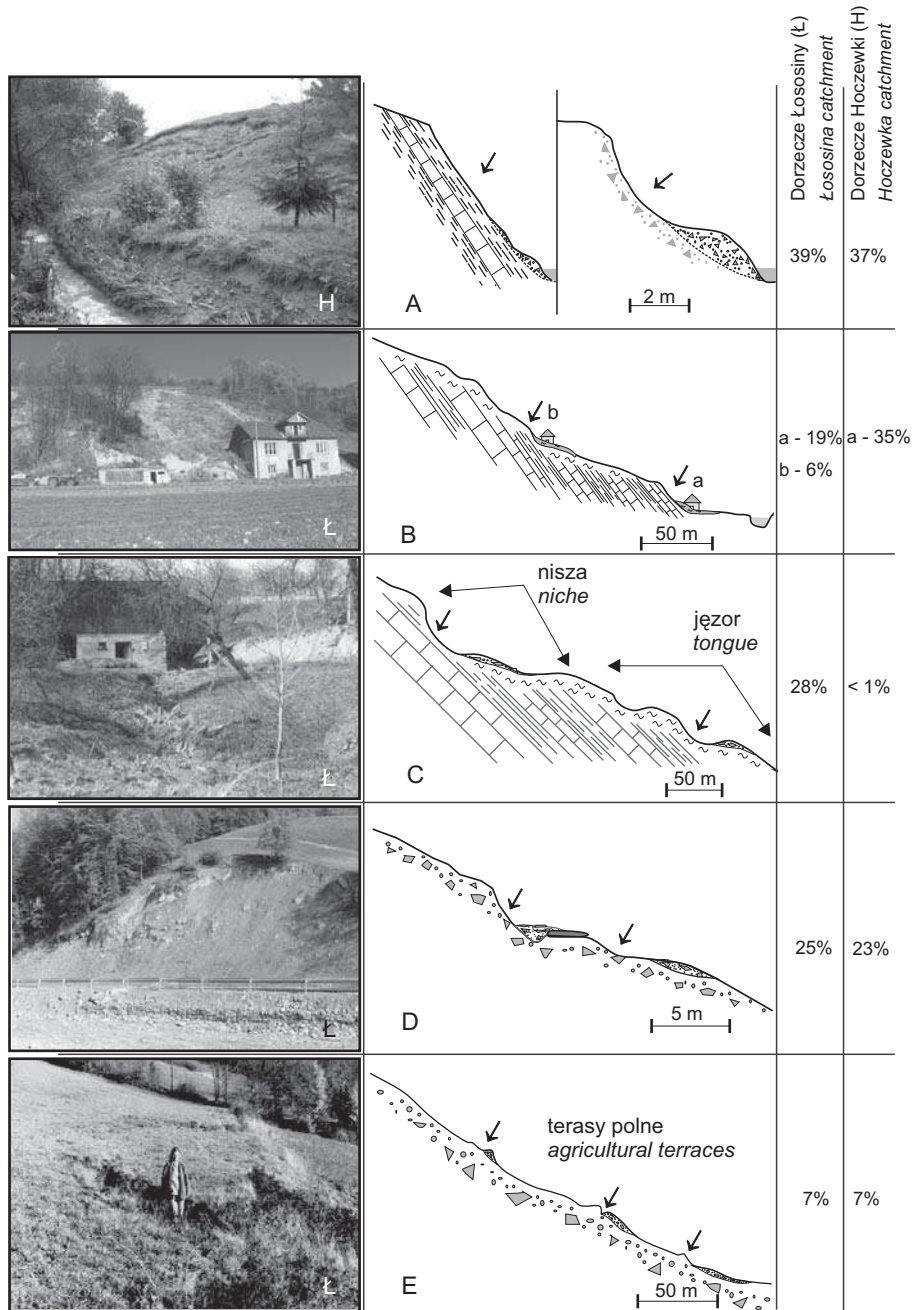 Dorzecze Łososiny (Ł)
Łososina catchment
Dorzecze Hoczewki (H)
Hoczewka catchment
H
A
2 m
39%
37%
Ł
b
a
B
50 m
a - 19%
b - 6%
a - 35%
nisza
niche
jęzor
tongue
Ł
C
50 m
28%
< 1%
Ł
D
5 m
25%
23%
terasy polne
agricultural terraces
Ł
E
50 m
7%
7%